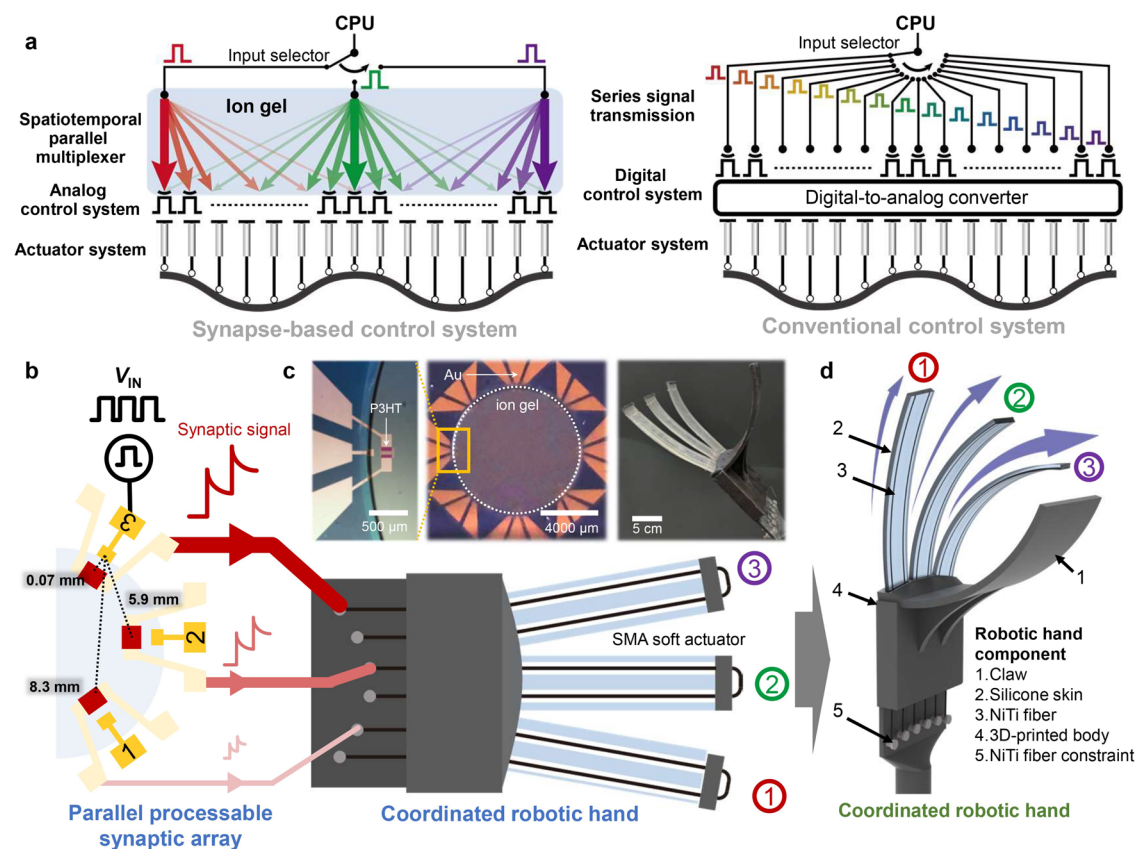 a
CPU
Input selector
Ion gel
Spatiotemporal
parallel
multiplexer
Analog
control system
Actuator system
Synapse-based control system
CPU
Input selector
Series signal
transmission
Digital
control system
Digital-to-analog converter
Actuator system
Conventional control system
b
VIN
Synaptic signal
3
0.07 mm
5.9 mm
2
8.3 mm
1
Parallel processable
synaptic array
c
P3HT
500 µm
Au
ion gel
4000 µm
5 cm
3
SMA soft actuator
2
1
Coordinated robotic hand
d
1
2
3
2
3
1
4
5
Robotic hand
component
1.Claw
2.Silicone skin
3.NiTi fiber
4.3D-printed body
5.NiTi fiber constraint
Coordinated robotic hand